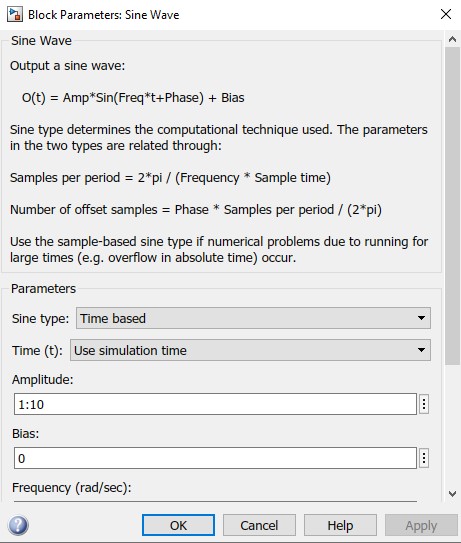 Block Parameters: Sine Wave
Sine Wave
Output a sine wave:
O(t) = Amp*Sin(Freq*t+Phase) + Bias
Sine type determines the computational technique used. The parameters
in the two types are related through:
Samples per period = 2*pi / (Frequency * Sample time)
Number of offset samples = Phase * Samples per period / (2*pi)
Use the sample-based sine type if numerical problems due to running for
large times (e.g. overflow in absolute time) occur.
Parameters
Sine type: Time based
Time (t): Use simulation time
Amplitude:
1:10
Bias:
0
Frequency (rad/sec):
OK Cancel Help Apply